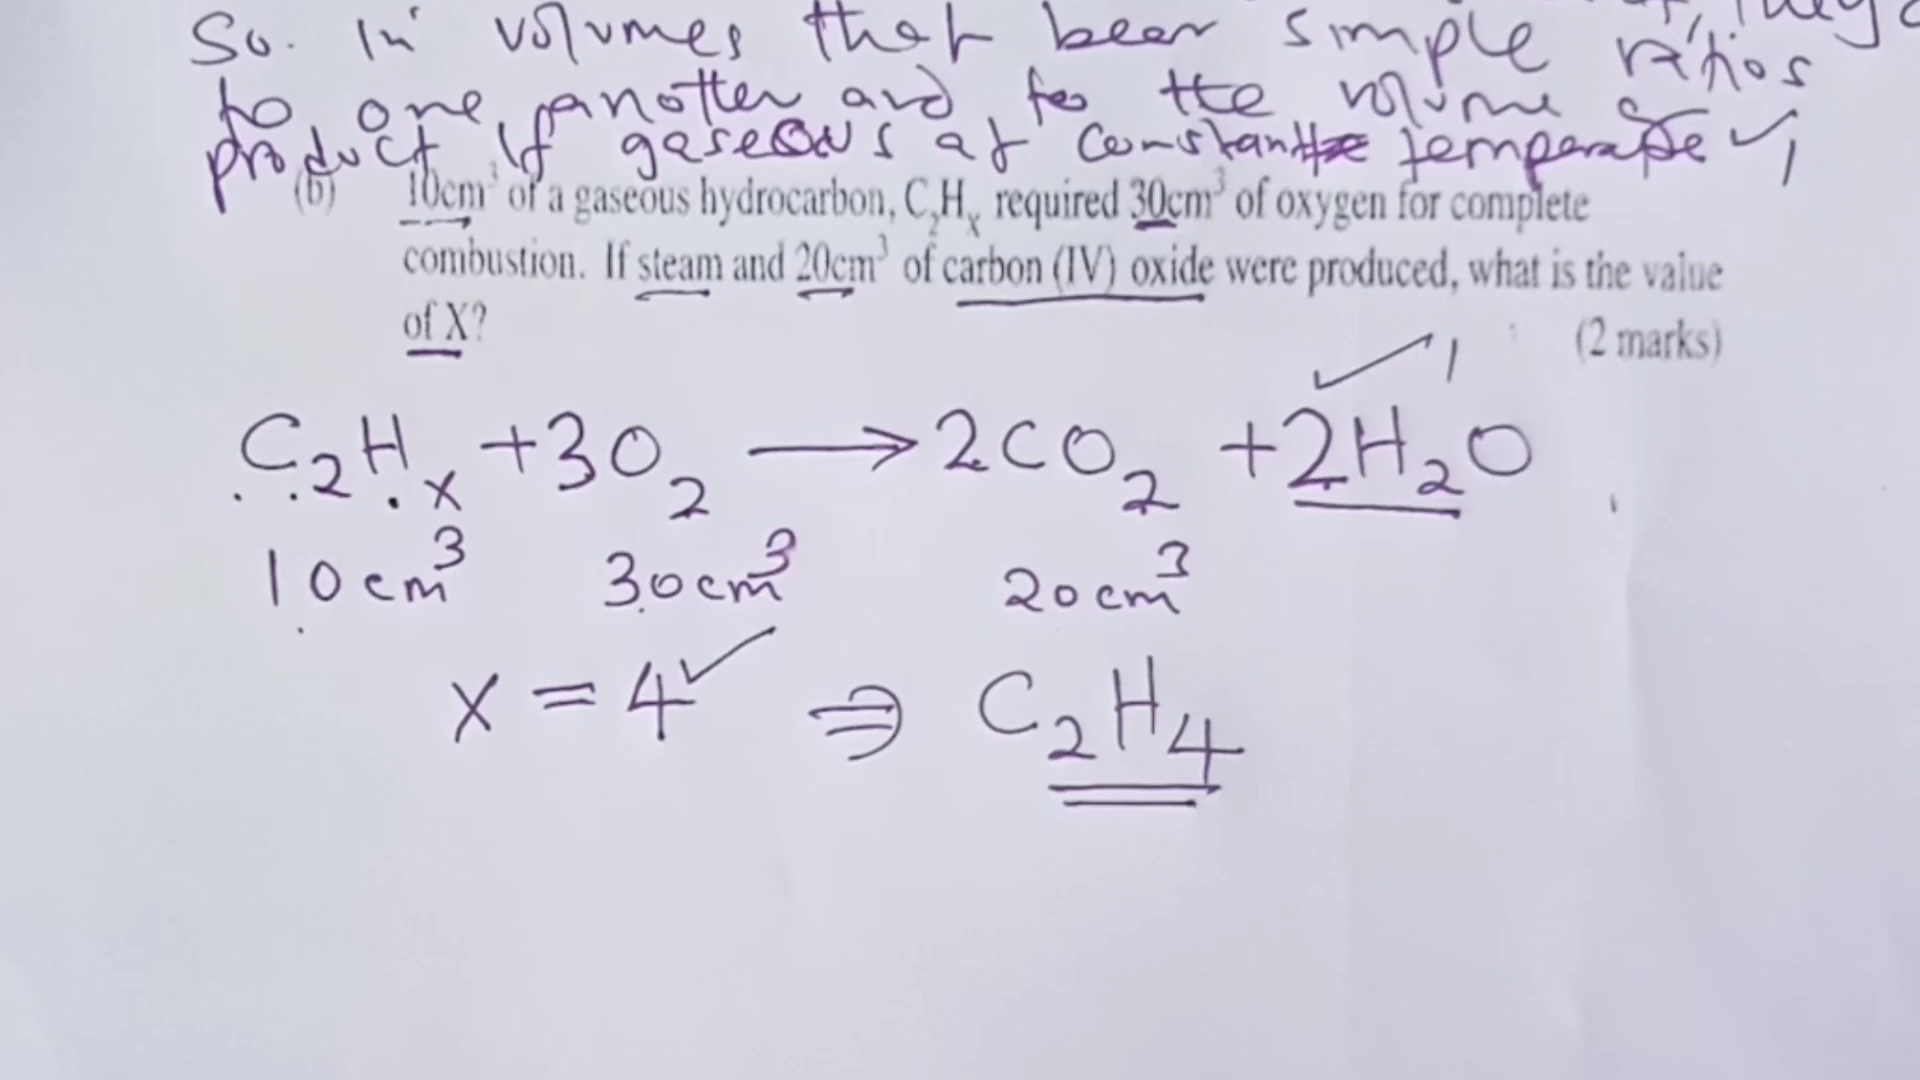 So. in volumes that bear simple ratios
to one another and to the volume of
product if gaseous at constant temperature ✓1
(b) 10cm³ of a gaseous hydrocarbon, C₂Hₓ required 30cm³ of oxygen for complete
combustion. If steam and 20cm³ of carbon (IV) oxide were produced, what is the value
of X?
(2 marks)
✓1
C₂Hₓ + 3O₂ ⟶ 2CO₂ + 2H₂O
10cm³ 30cm³ 20cm³
x = 4 ✓ ⇒ C₂H₄